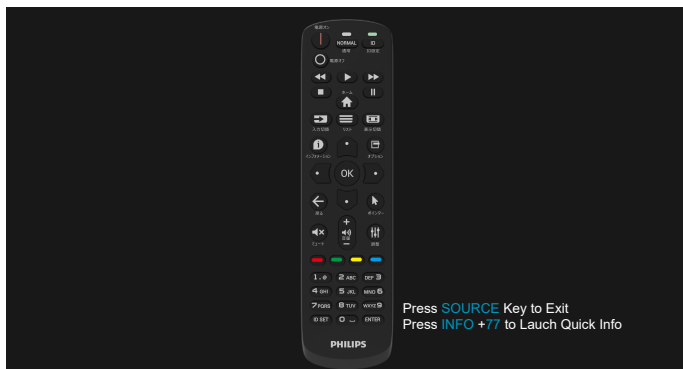 電源オン
NORMAL
ID
通常
ID設定
電源オフ
ホーム
入力切替
リスト
表示切替
インフォメーション
オプション
OK
戻る
ポインター
+
音量
−
ミュート
調整
1 .@
2 ABC
DEF 3
4 GHI
5 JKL
MNO 6
7 PQRS
8 TUV
WXYZ 9
ID SET
0
ENTER
Press SOURCE Key to Exit
Press INFO +77 to Lauch Quick Info
PHILIPS